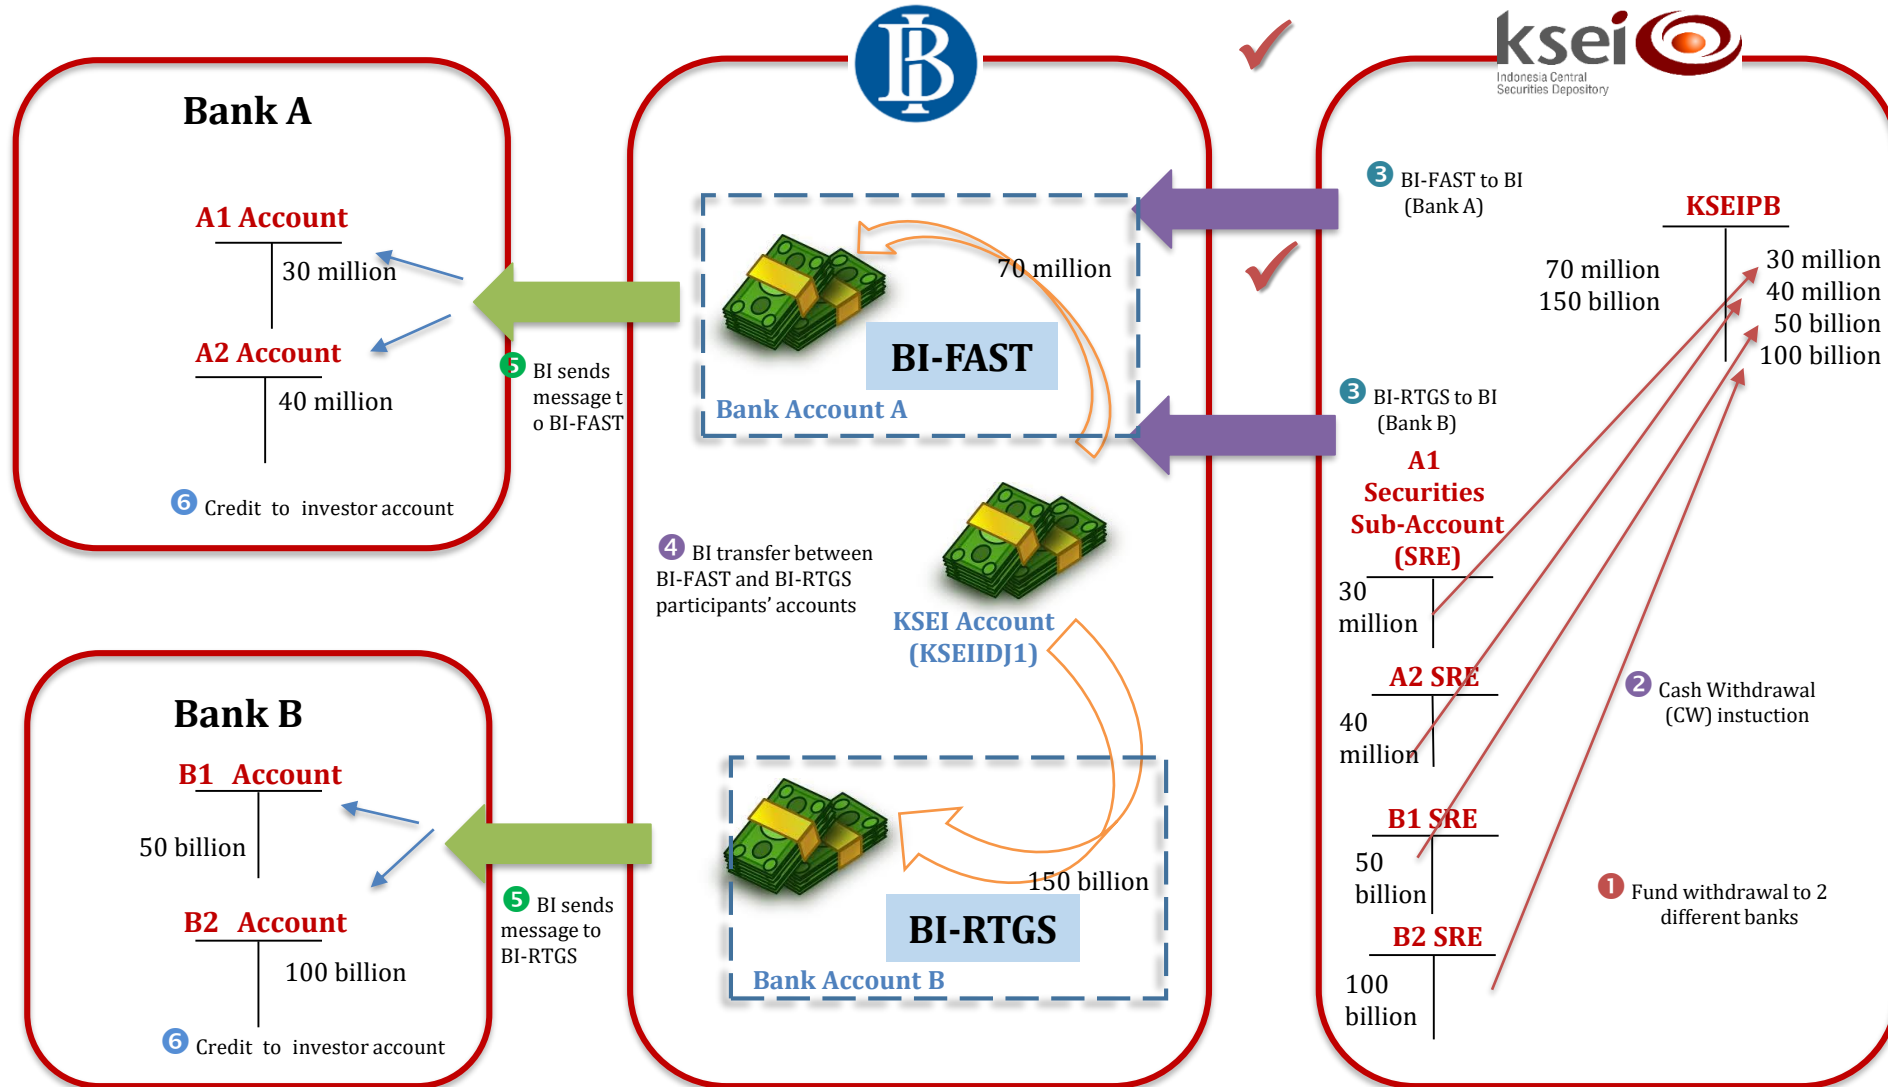 Bank A
A1 Account
30 million
A2 Account
40 million
6 Credit to investor account
5 BI sends
message t
o BI-FAST
Bank B
B1 Account
50 billion
B2 Account
100 billion
6 Credit to investor account
5 BI sends
message to
BI-RTGS
BI
70 million
BI-FAST
Bank Account A
4 BI transfer between
BI-FAST and BI-RTGS
participants' accounts
KSEI Account
(KSEIIDJ1)
150 billion
BI-RTGS
Bank Account B
ksei
Indonesia Central
Securities Depository
3 BI-FAST to BI
(Bank A)
KSEIPB
70 million
150 billion
30 million
40 million
50 billion
100 billion
3 BI-RTGS to BI
(Bank B)
A1
Securities
Sub-Account
(SRE)
30
million
A2 SRE
40
million
2 Cash Withdrawal
(CW) instuction
B1 SRE
50
billion
1 Fund withdrawal to 2
different banks
B2 SRE
100
billion